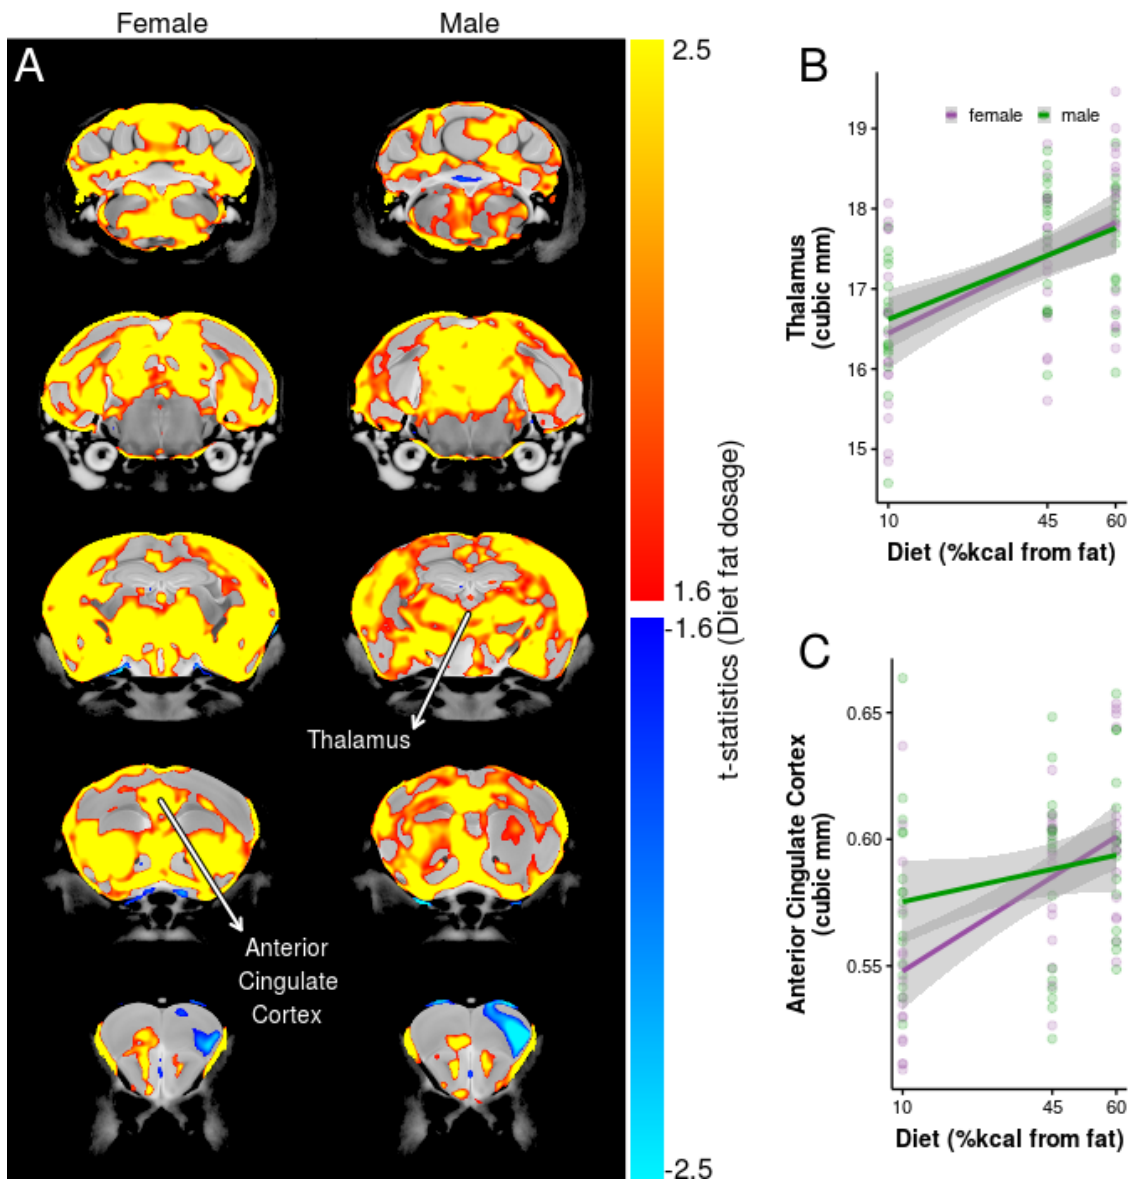 Female
Male
A
2.5
1.6
-1.6
-2.5
t-statistics (Diet fat dosage)
Thalamus
Anterior
Cingulate
Cortex
B
female
male
19
18
17
16
15
Thalamus
(cubic mm)
10
45
60
Diet (%kcal from fat)
C
0.65
0.60
0.55
Anterior Cingulate Cortex
(cubic mm)
10
45
60
Diet (%kcal from fat)